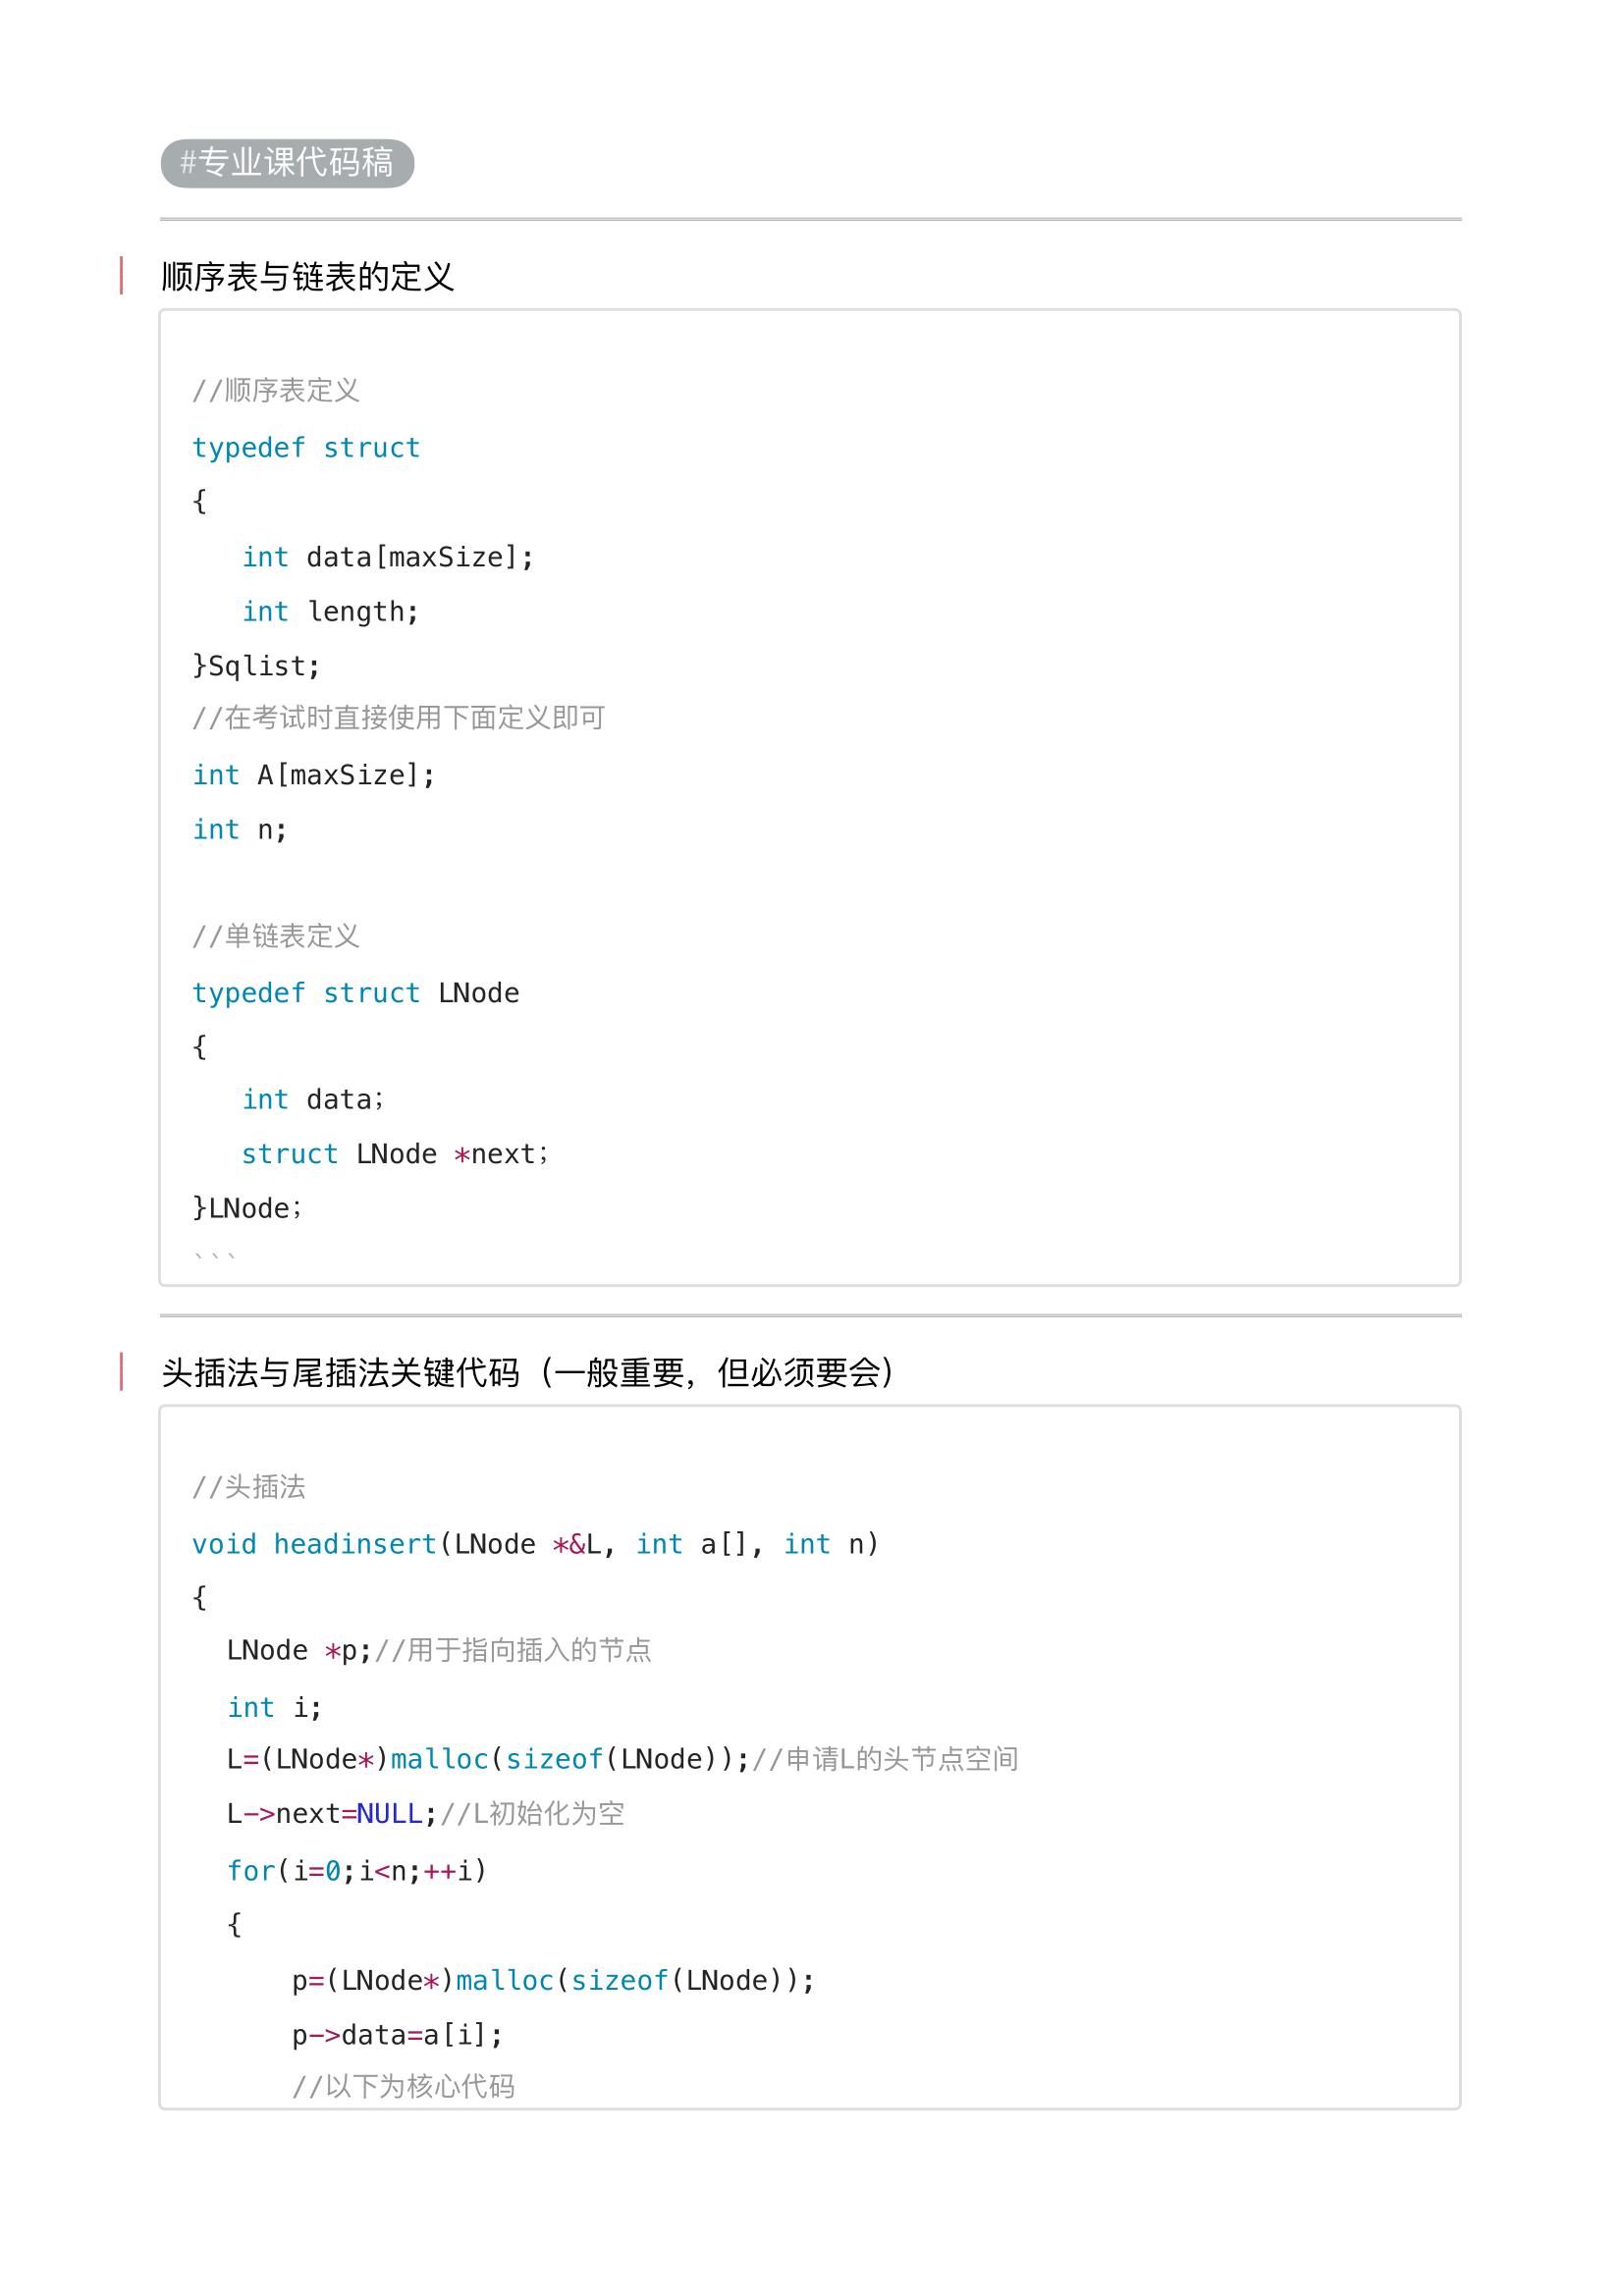 #专业课代码稿
顺序表与链表的定义
//顺序表定义
typedef struct
{
int data[maxSize];
int length;
}Sqlist;
//在考试时直接使用下面定义即可
int A[maxSize];
int n;
//单链表定义
typedef struct LNode
{
int data；
struct LNode *next；
}LNode；
```
头插法与尾插法关键代码（一般重要，但必须要会）
//头插法
void headinsert(LNode *&L, int a[], int n)
{
LNode *p;//用于指向插入的节点
int i;
L=(LNode*)malloc(sizeof(LNode));//申请L的头节点空间
L->next=NULL;//L初始化为空
for(i=0;i<n;++i)
{
p=(LNode*)malloc(sizeof(LNode));
p->data=a[i];
//以下为核心代码